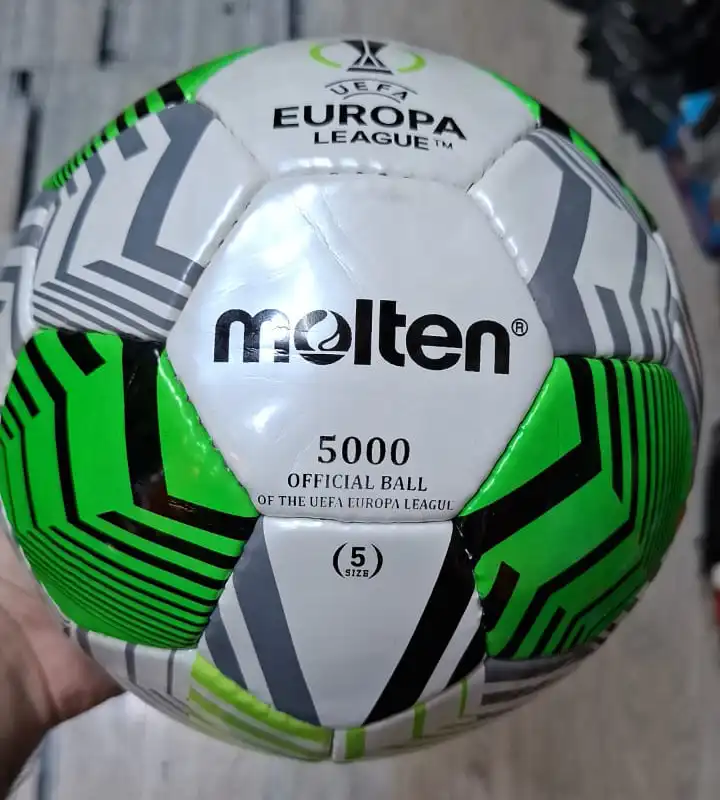 UEFA
EUROPA
LEAGUE™
molten®
5000
OFFICIAL BALL
OF THE UEFA EUROPA LEAGUE
(5)
SIZE